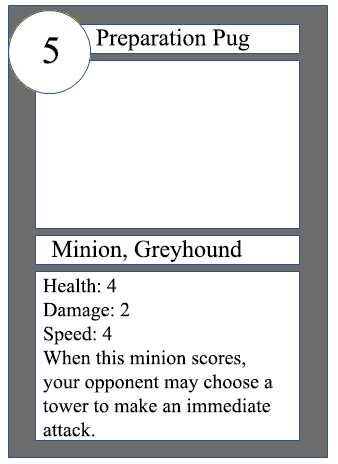 5
Preparation Pug
Minion, Greyhound
Health: 4
Damage: 2
Speed: 4
When this minion scores,
your opponent may choose a
tower to make an immediate
attack.